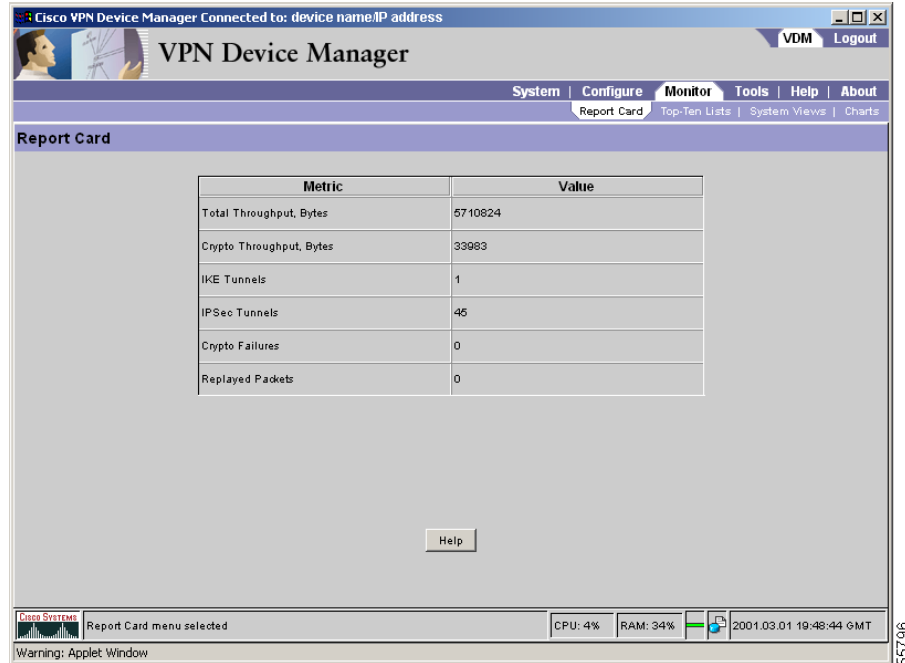 Cisco VPN Device Manager Connected to: device name/IP address
VPN Device Manager
VDM Logout
System | Configure Monitor Tools | Help | About
Report Card Top-Ten Lists | System Views | Charts
Report Card
Metric Value
Total Throughput, Bytes 5710824
Crypto Throughput, Bytes 33983
IKE Tunnels 1
IPSec Tunnels 45
Crypto Failures 0
Replayed Packets 0
Help
CISCO SYSTEMS
Report Card menu selected CPU: 4% RAM: 34% 2001.03.01 19:48:44 GMT
Warning: Applet Window
56796